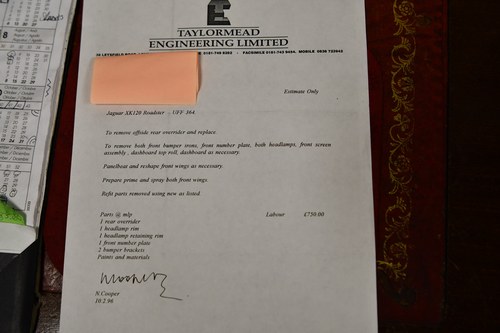 TAYLORMEAD
ENGINEERING LIMITED
Estimate Only
Jaguar XK120 Roadster - UFF 364
To remove offside rear overrider and replace.
To remove both front bumper irons, front number plate, both headlamps, front screen
assembly, dashboard top roll, dashboard as necessary.
Panelbeat and reshape front wings as necessary.
Prepare prime and spray both front wings.
Refit parts removed using new as listed.
Parts @ mlp Labour £750.00
1 rear overrider
1 headlamp rim
1 headlamp retaining rim
1 front number plate
2 bumper brackets
Paints and materials
N.Cooper
10.2.96